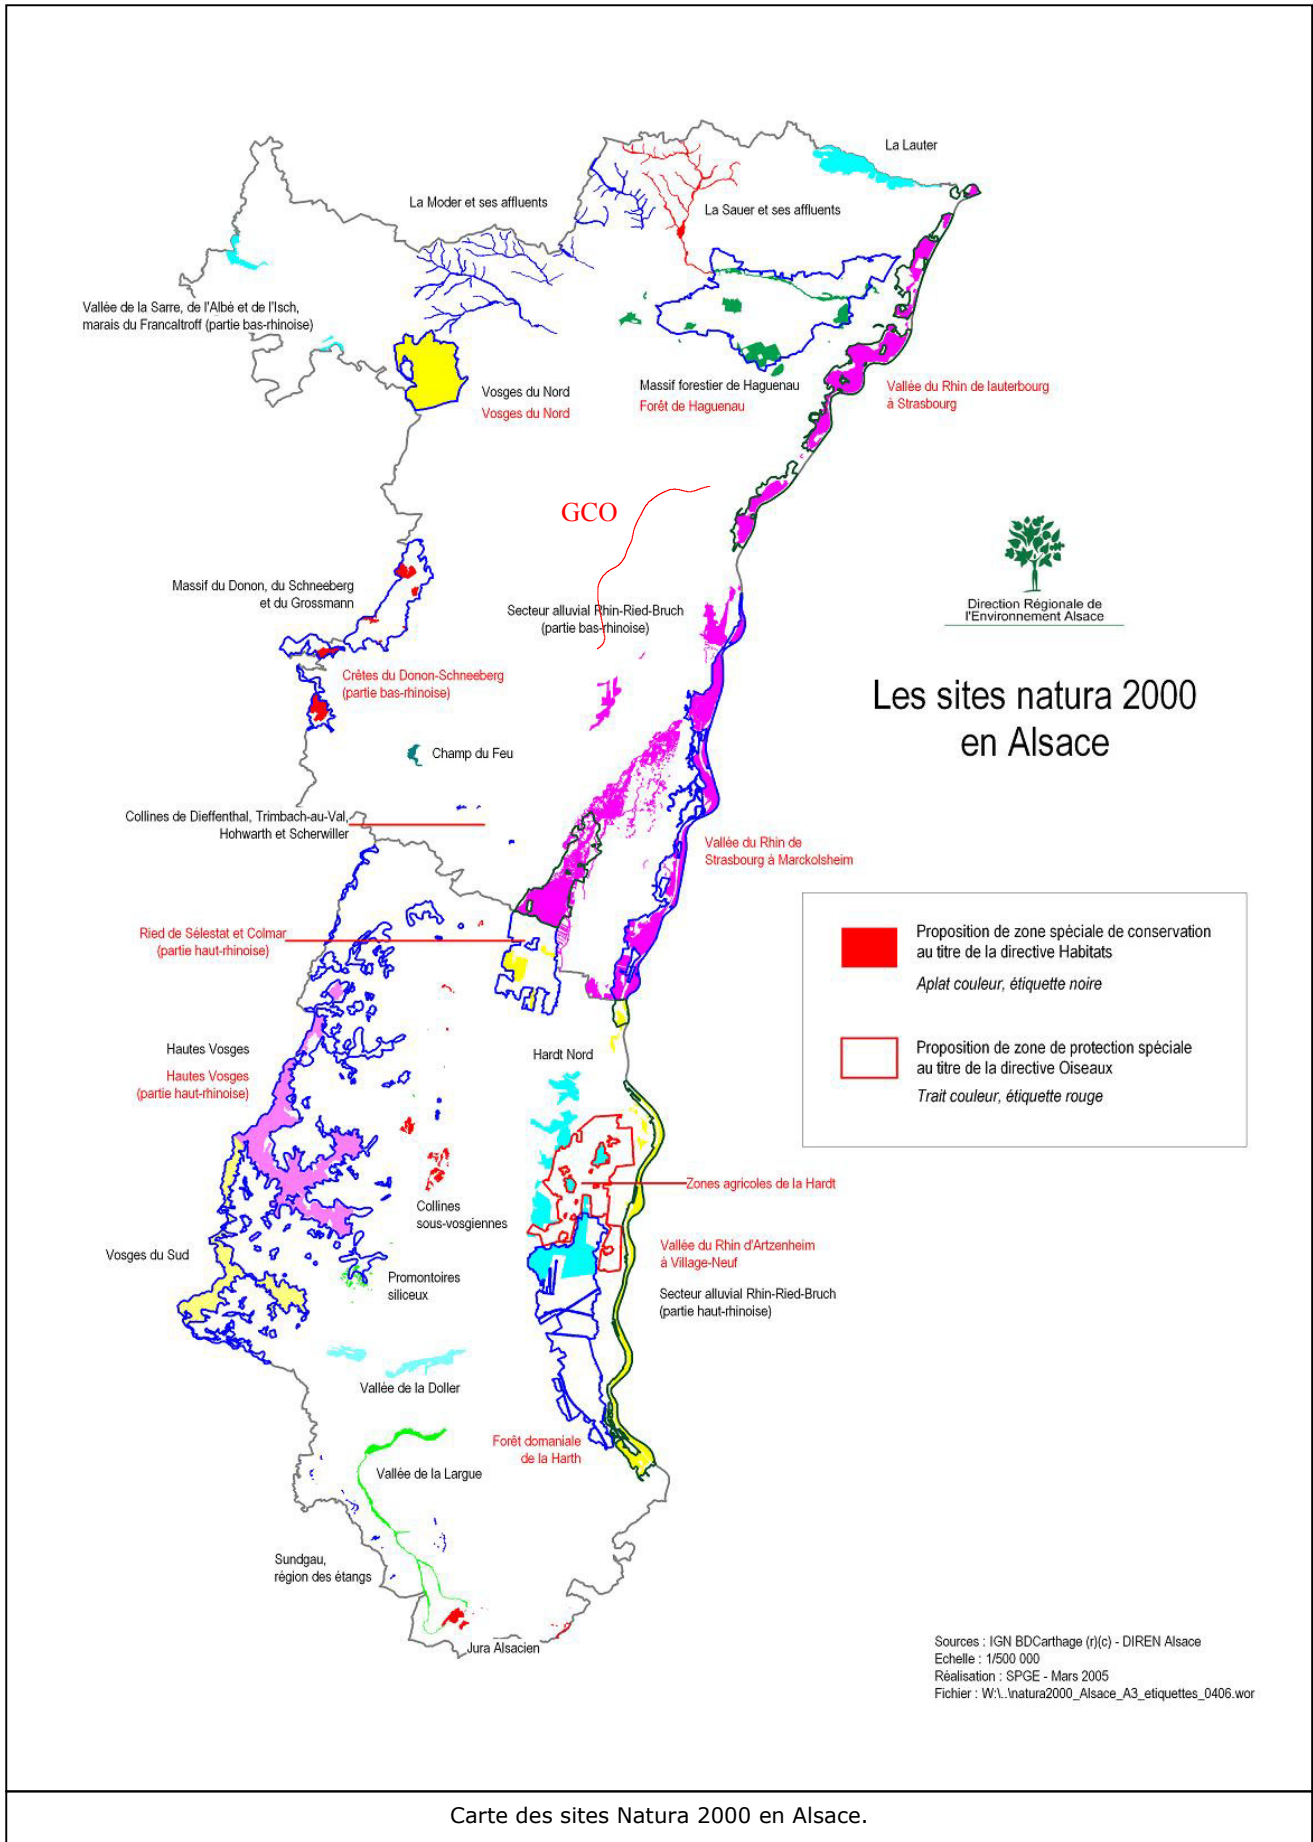 La Lauter
La Moder et ses affluents
La Sauer et ses affluents
Vallée de la Sarre, de l'Albé et de l'Isch,
marais du Francaltroff (partie bas-rhinoise)
Vosges du Nord
Vosges du Nord
Massif forestier de Haguenau
Forêt de Haguenau
Vallée du Rhin de lauterbourg
à Strasbourg
GCO
Massif du Donon, du Schneeberg
et du Grossmann
Secteur alluvial Rhin-Ried-Bruch
(partie bas-rhinoise)
Direction Régionale de
l'Environnement Alsace
Crêtes du Donon-Schneeberg
(partie bas-rhinoise)
Les sites natura 2000
en Alsace
Champ du Feu
Collines de Dieffenthal, Trimbach-au-Val,
Hohwarth et Scherwiller
Vallée du Rhin de
Strasbourg à Marckolsheim
Ried de Sélestat et Colmar
(partie haut-rhinoise)
Proposition de zone spéciale de conservation
au titre de la directive Habitats
Aplat couleur, étiquette noire
Proposition de zone de protection spéciale
au titre de la directive Oiseaux
Trait couleur, étiquette rouge
Hautes Vosges
Hautes Vosges
(partie haut-rhinoise)
Hardt Nord
Zones agricoles de la Hardt
Collines
sous-vosgiennes
Vosges du Sud
Promontoires
siliceux
Vallée du Rhin d'Artzenheim
à Village-Neuf
Secteur alluvial Rhin-Ried-Bruch
(partie haut-rhinoise)
Vallée de la Doller
Forêt domaniale
de la Harth
Vallée de la Largue
Sundgau,
région des étangs
Jura Alsacien
Sources : IGN BDCarthage (r)(c) - DIREN Alsace
Echelle : 1/500 000
Réalisation : SPGE - Mars 2005
Fichier : W:\..\natura2000_Alsace_A3_etiquettes_0406.wor
Carte des sites Natura 2000 en Alsace.